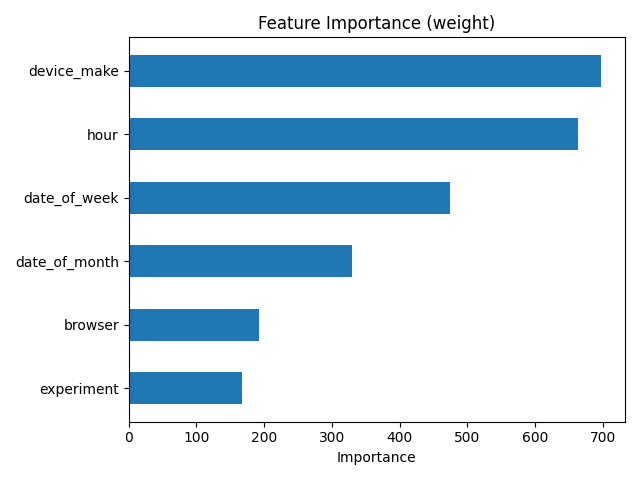 Feature Importance (weight)
device_make
hour
date_of_week
date_of_month
browser
experiment
0 100 200 300 400 500 600 700
Importance